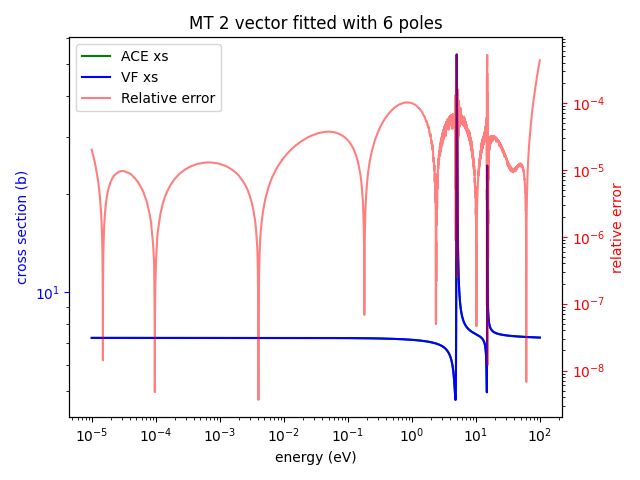 MT 2 vector fitted with 6 poles
ACE xs
VF xs
Relative error
cross section (b)
10¹
10⁻⁴
10⁻⁵
10⁻⁶
10⁻⁷
10⁻⁸
relative error
10⁻⁵ 10⁻⁴ 10⁻³ 10⁻² 10⁻¹ 10⁰ 10¹ 10²
energy (eV)